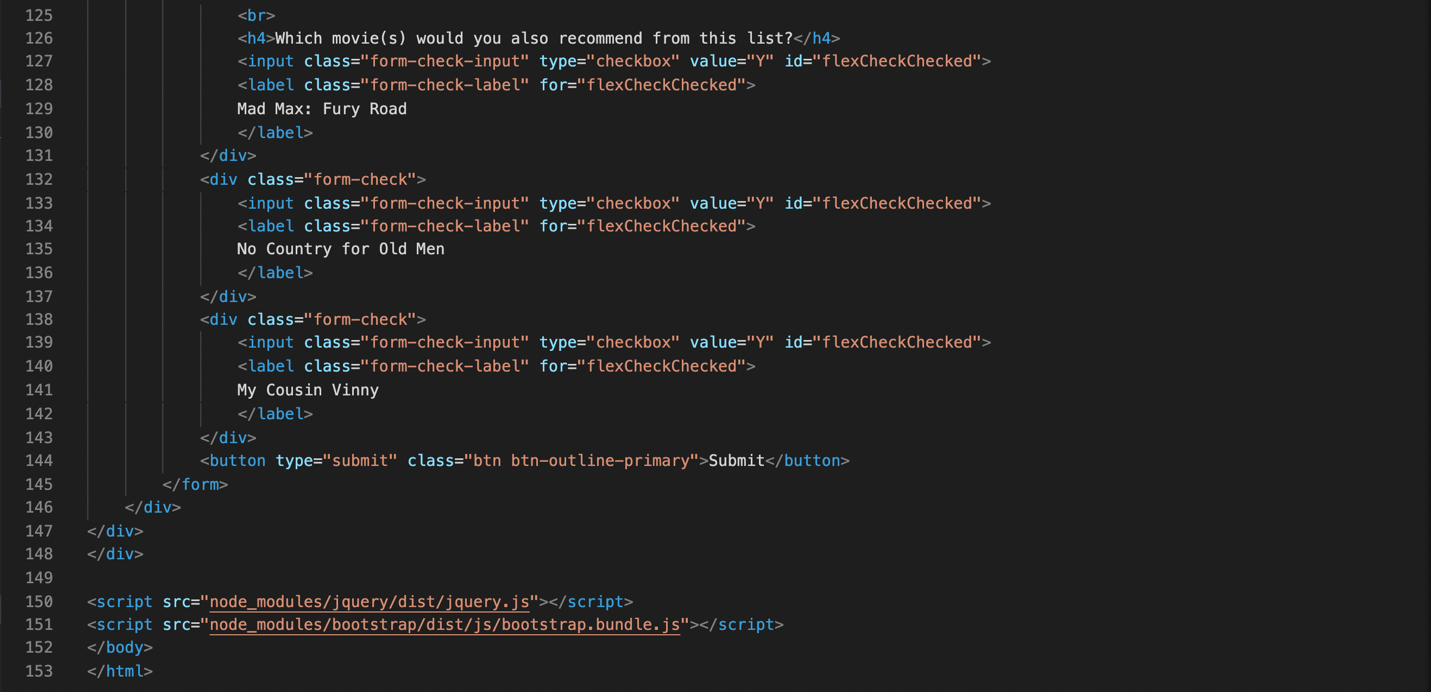 125 <br>
126 <h4>Which movie(s) would you also recommend from this list?</h4>
127 <input class="form-check-input" type="checkbox" value="Y" id="flexCheckChecked">
128 <label class="form-check-label" for="flexCheckChecked">
129 Mad Max: Fury Road
130 </label>
131 </div>
132 <div class="form-check">
133 <input class="form-check-input" type="checkbox" value="Y" id="flexCheckChecked">
134 <label class="form-check-label" for="flexCheckChecked">
135 No Country for Old Men
136 </label>
137 </div>
138 <div class="form-check">
139 <input class="form-check-input" type="checkbox" value="Y" id="flexCheckChecked">
140 <label class="form-check-label" for="flexCheckChecked">
141 My Cousin Vinny
142 </label>
143 </div>
144 <button type="submit" class="btn btn-outline-primary">Submit</button>
145 </form>
146 </div>
147 </div>
148 </div>
149
150 <script src="node_modules/jquery/dist/jquery.js"></script>
151 <script src="node_modules/bootstrap/dist/js/bootstrap.bundle.js"></script>
152 </body>
153 </html>